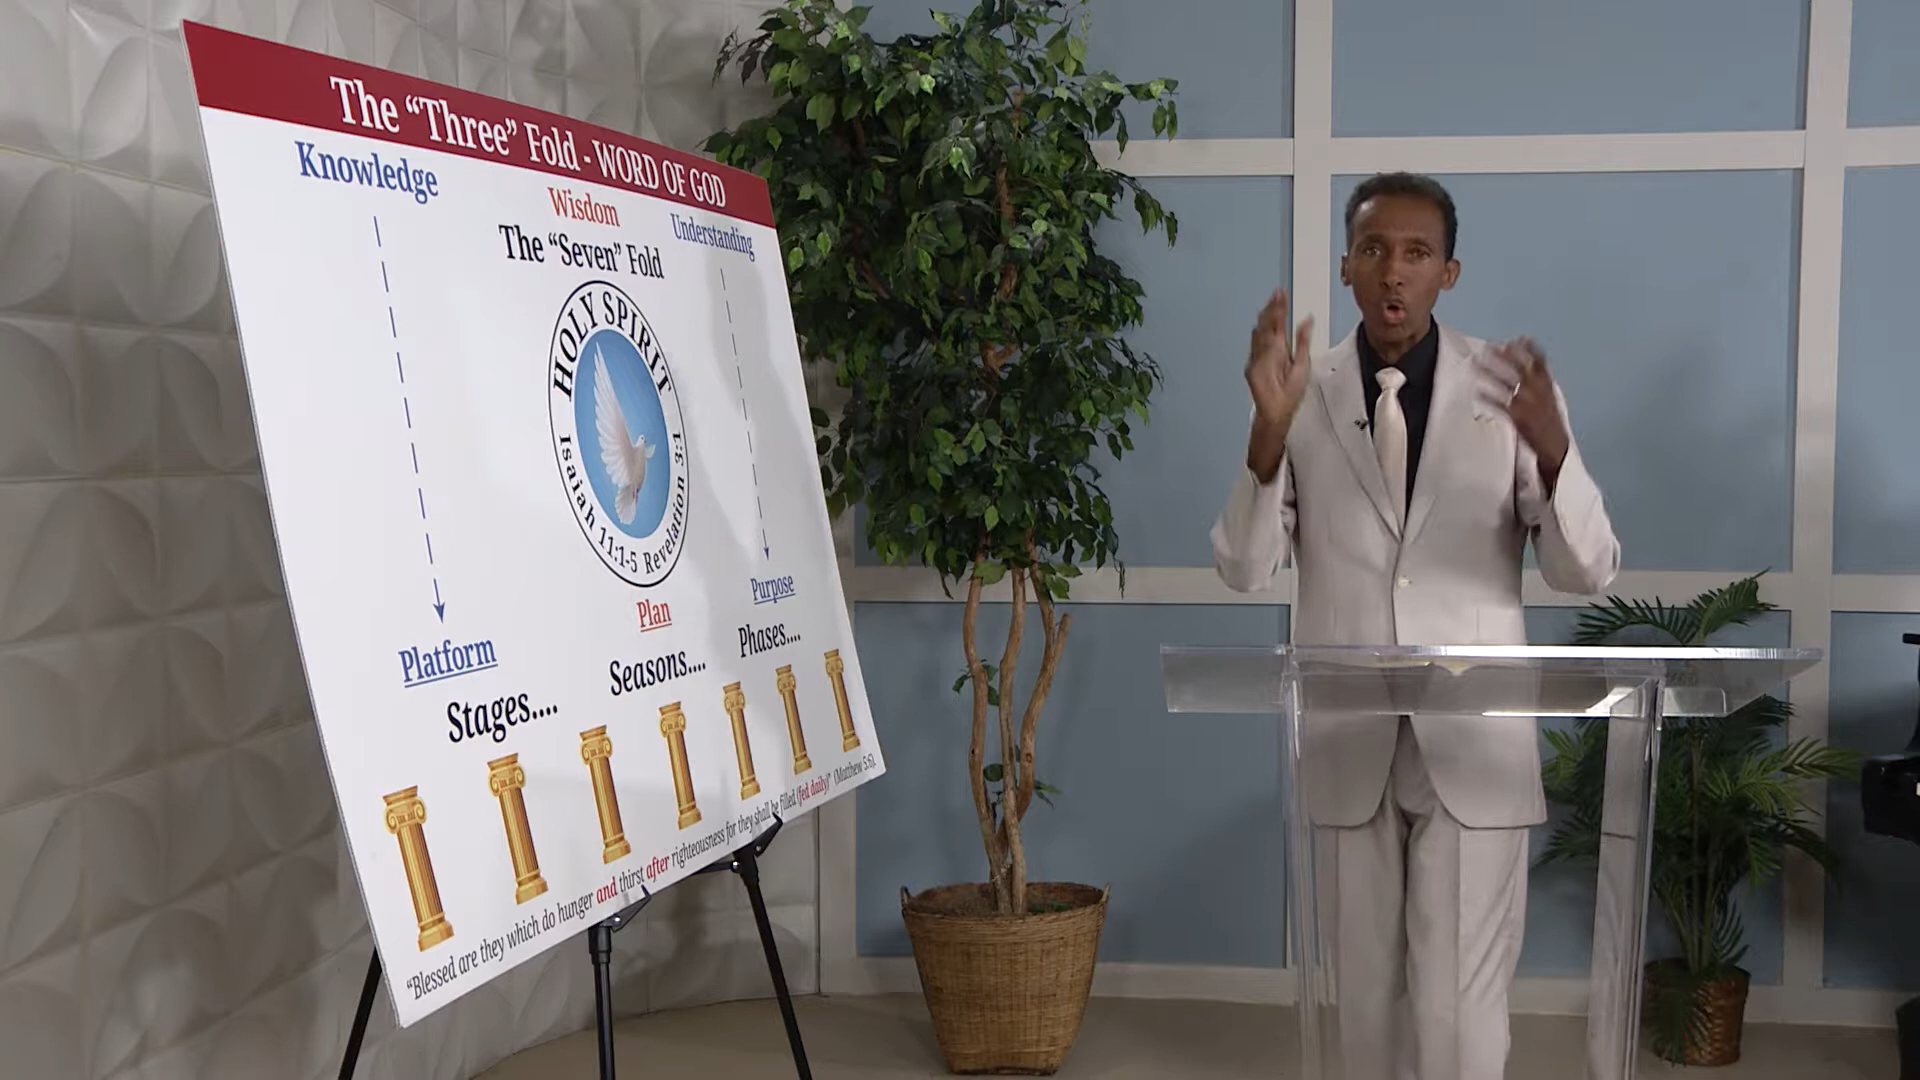 The “Three” Fold - WORD OF GOD
Knowledge
Wisdom
Understanding
The “Seven” Fold
HOLY SPIRIT
Isaiah 11:1-5 Revelation 3:1
Platform
Plan
Purpose
Stages....
Seasons....
Phases....
“Blessed are they which do hunger and thirst after righteousness for they shall be filled (fed daily)” (Matthew 5:6).